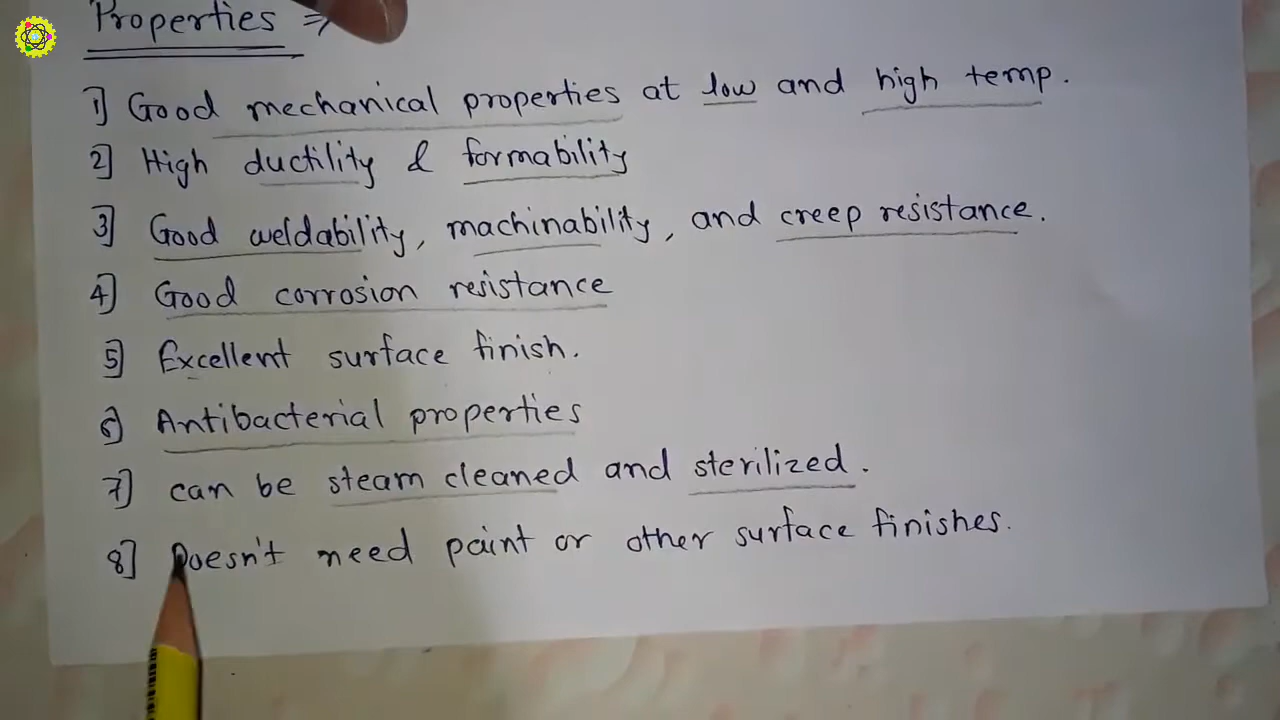 Properties ⇒
1] Good mechanical properties at low and high temp.
2] High ductility & formability
3] Good weldability, machinability, and creep resistance.
4] Good corrosion resistance
5] Excellent surface finish.
6] Antibacterial properties
7] can be steam cleaned and sterilized.
8] Doesn't need paint or other surface finishes.